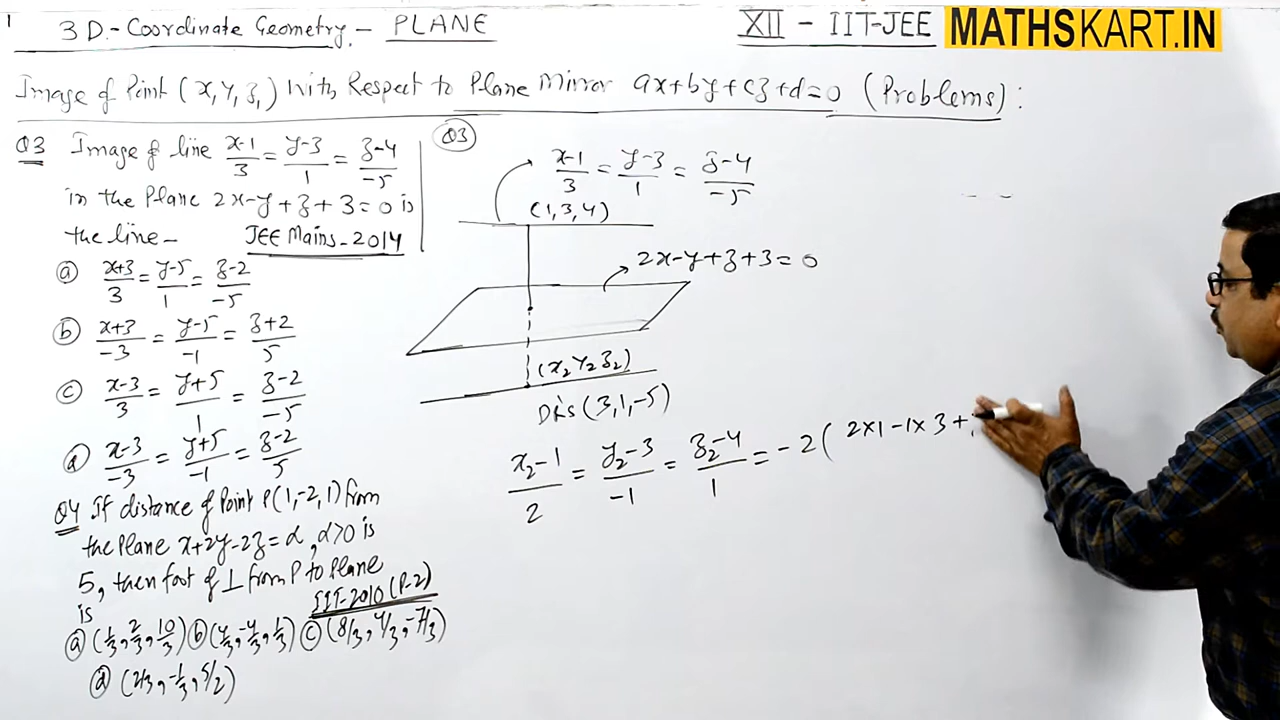 1
3D.-Coordinate Geometry.- PLANE
XII - IIT-JEE MATHSKART.IN
Image of Point (x,y,z,) With Respect to Plane Mirror ax+by+cz+d=0 (Problems):
Q3 Image of line (x-1)/3 = (y-3)/1 = (z-4)/-5
in the Plane 2x-y+z+3=0 is
the line- JEE Mains-2014
(a) (x+3)/3 = (y-5)/1 = (z-2)/-5
(b) (x+3)/-3 = (y-5)/-1 = (z+2)/5
(c) (x-3)/3 = (y+5)/1 = (z-2)/-5
(d) (x-3)/-3 = (y+5)/-1 = (z-2)/5
Q4 If distance of Point P(1,-2,1) from
the Plane x+2y-2z=α, α>0 is
5, then foot of ⊥ from P to Plane
is IIT-2010 (P-2)
(a) (1/3, 2/3, 10/3) (b) (4/3, -4/3, 1/3) (c) (8/3, 4/3, -7/3)
(d) (2/3, -1/3, 5/2)
Q3
(x-1)/3 = (y-3)/1 = (z-4)/-5
(1,3,4)
2x-y+z+3=0
(x2 y2 z2)
DRs (3,1,-5)
(x2-1)/2 = (y2-3)/-1 = (z2-4)/1 = -2( 2×1-1×3+